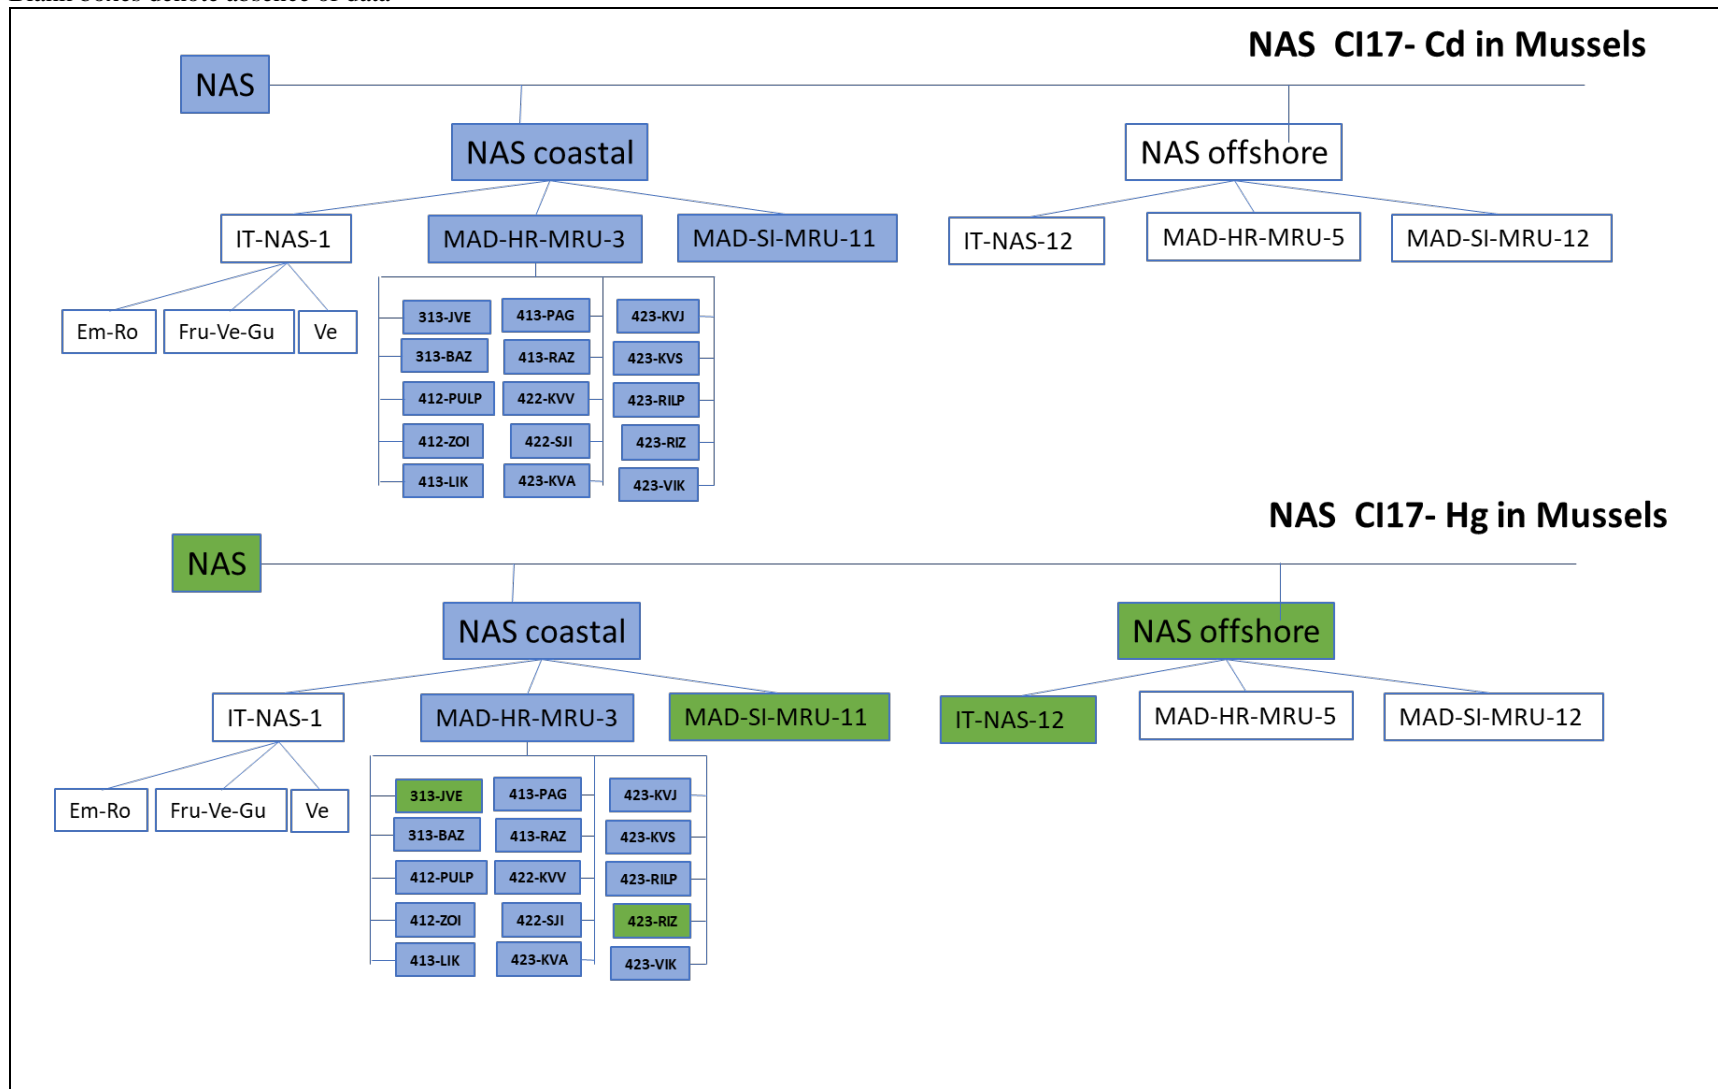 Blank boxes denote absence of data
NAS CI17- Cd in Mussels
NAS
NAS coastal
NAS offshore
IT-NAS-1
MAD-HR-MRU-3
MAD-SI-MRU-11
IT-NAS-12
MAD-HR-MRU-5
MAD-SI-MRU-12
Em-Ro
Fru-Ve-Gu
Ve
313-JVE
413-PAG
423-KVJ
313-BAZ
413-RAZ
423-KVS
412-PULP
422-KVV
423-RILP
412-ZOI
422-SJI
423-RIZ
413-LIK
423-KVA
423-VIK
NAS CI17- Hg in Mussels
NAS
NAS coastal
NAS offshore
IT-NAS-1
MAD-HR-MRU-3
MAD-SI-MRU-11
IT-NAS-12
MAD-HR-MRU-5
MAD-SI-MRU-12
Em-Ro
Fru-Ve-Gu
Ve
313-JVE
413-PAG
423-KVJ
313-BAZ
413-RAZ
423-KVS
412-PULP
422-KVV
423-RILP
412-ZOI
422-SJI
423-RIZ
413-LIK
423-KVA
423-VIK